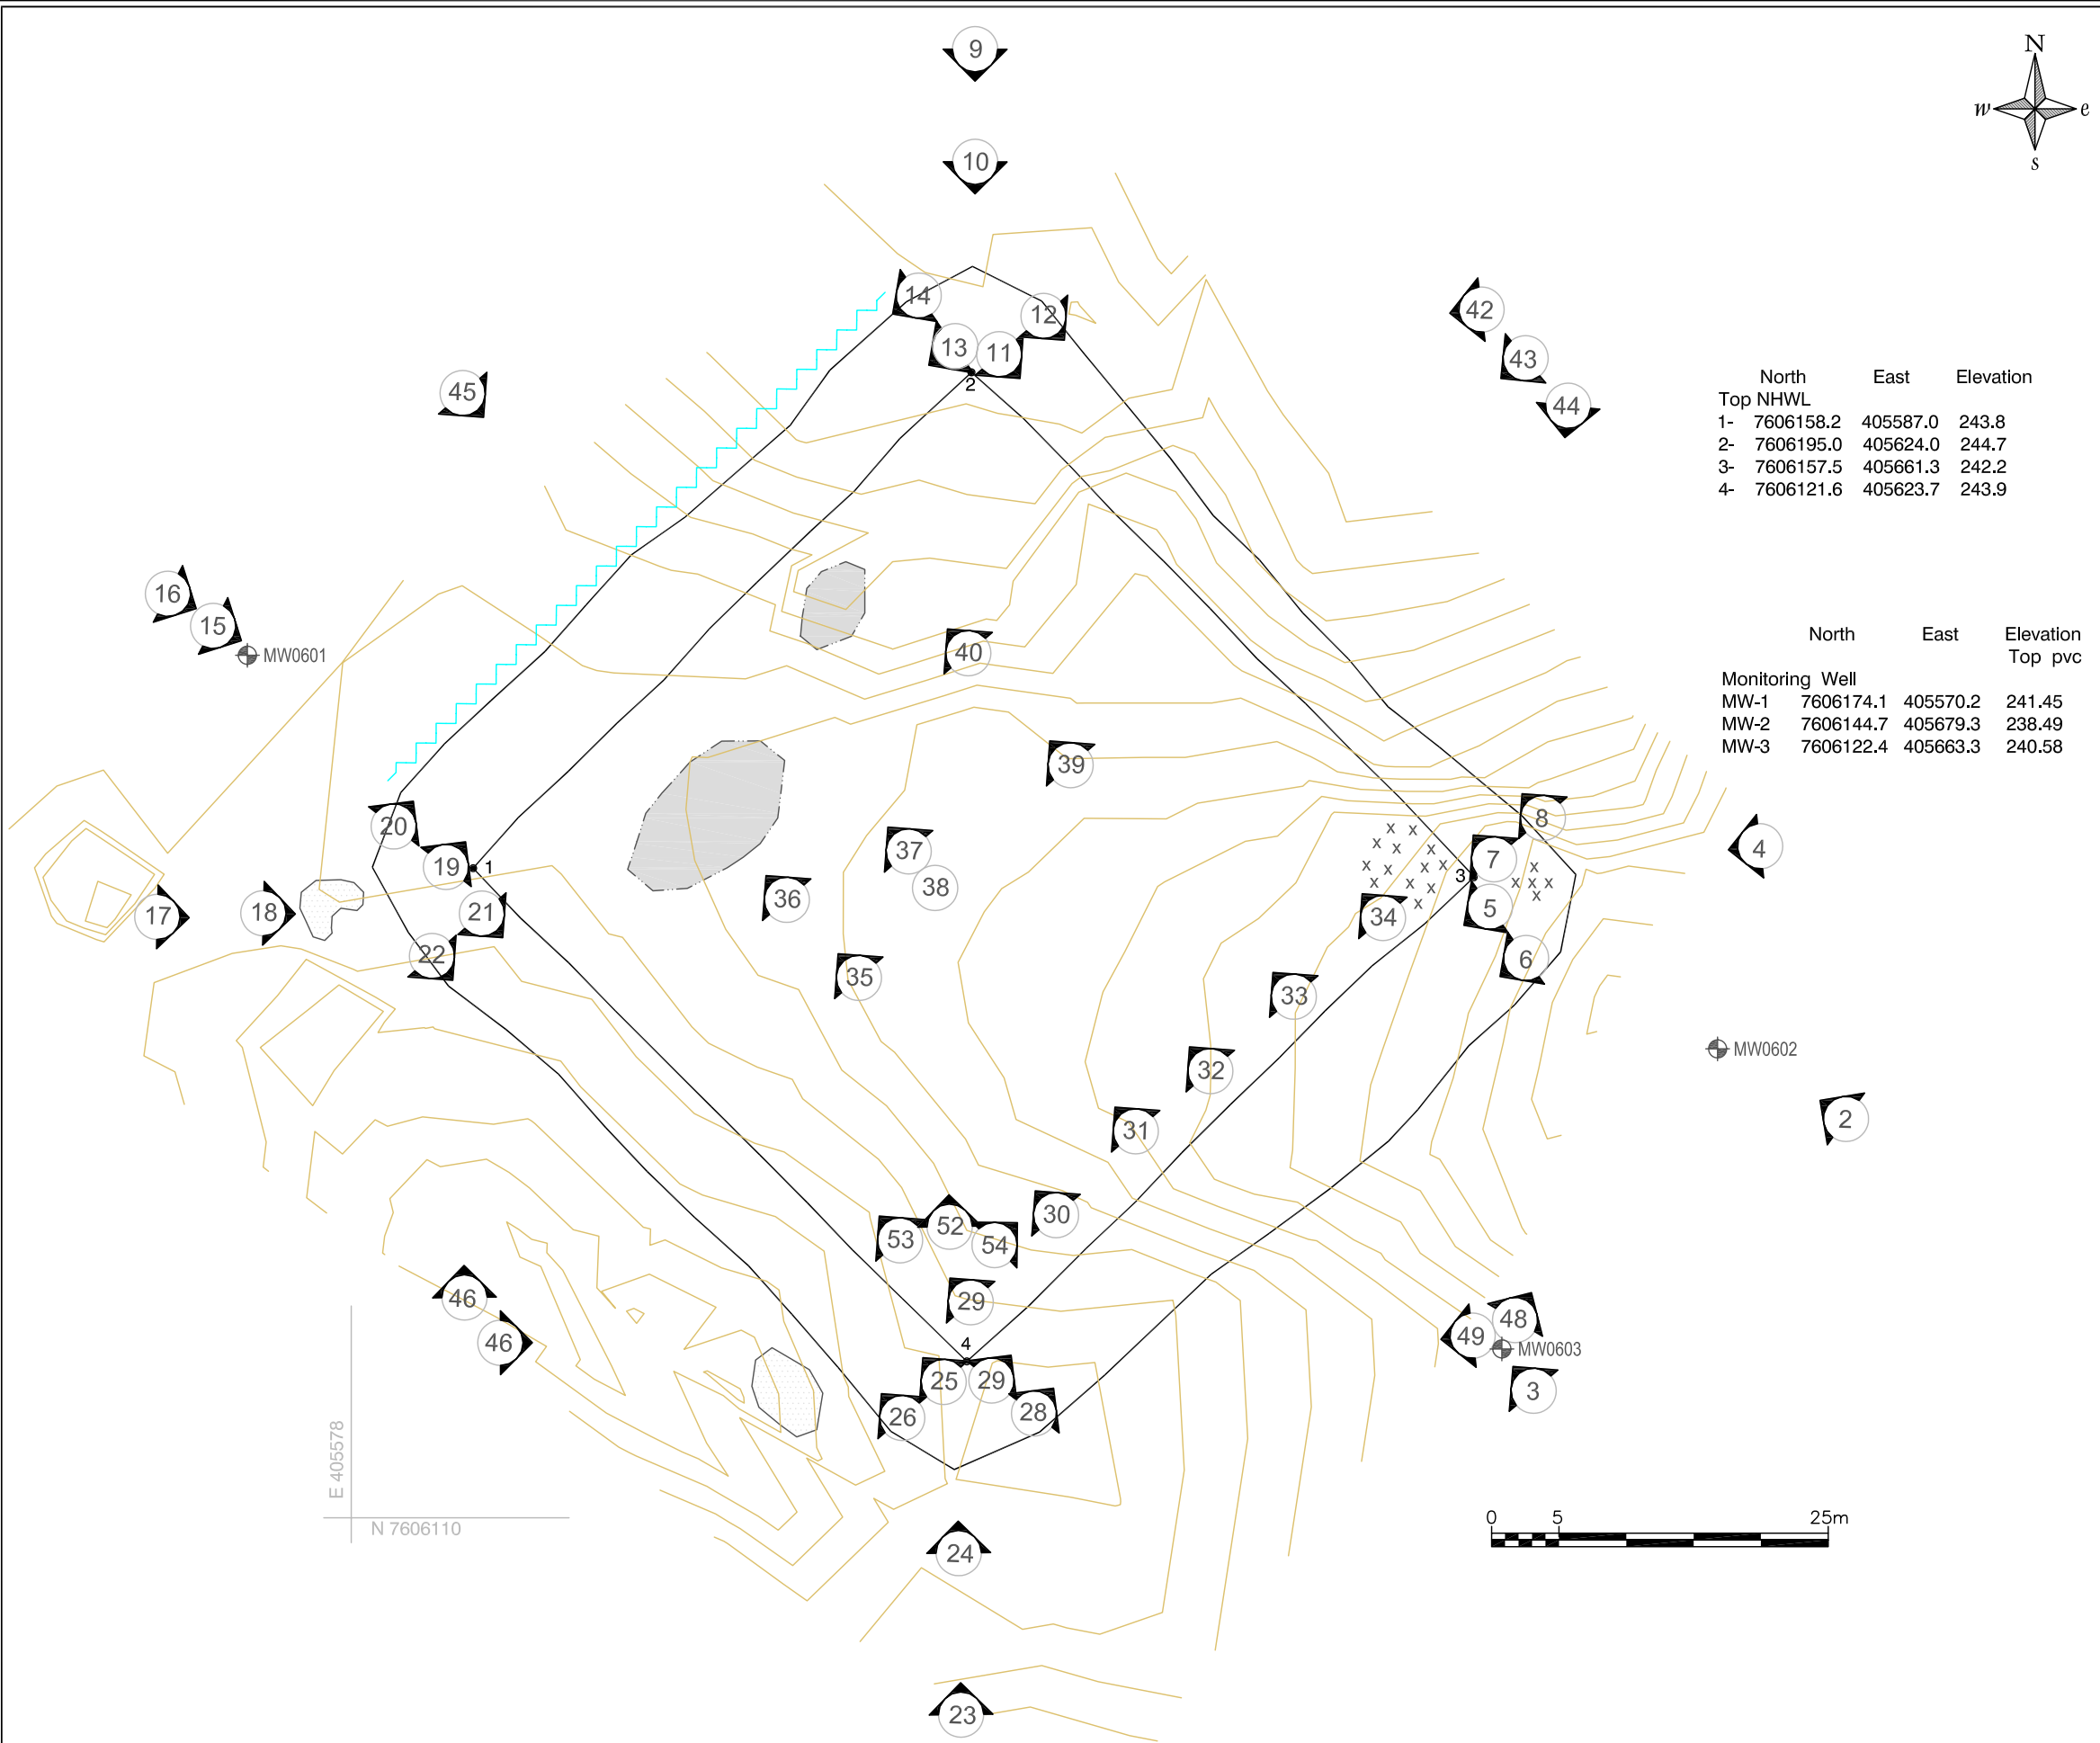 9
N
w e
s
10
14
12
13
11
2
42
43
44
45
North East Elevation
Top NHWL
1- 7606158.2 405587.0 243.8
2- 7606195.0 405624.0 244.7
3- 7606157.5 405661.3 242.2
4- 7606121.6 405623.7 243.9
16
15
MW0601
40
North East Elevation
Top pvc
Monitoring Well
MW-1 7606174.1 405570.2 241.45
MW-2 7606144.7 405679.3 238.49
MW-3 7606122.4 405663.3 240.58
39
20
19
1
8
4
37
7
38
3
x x x x x x x x x x x x x x
x x x x x
36
17
18
21
34
5
22
6
35
33
MW0602
32
2
31
30
52
53
54
46
29
46
48
49
MW0603
4
25
29
3
26
28
E 405578
N 7606110
0 5 25m
24
23